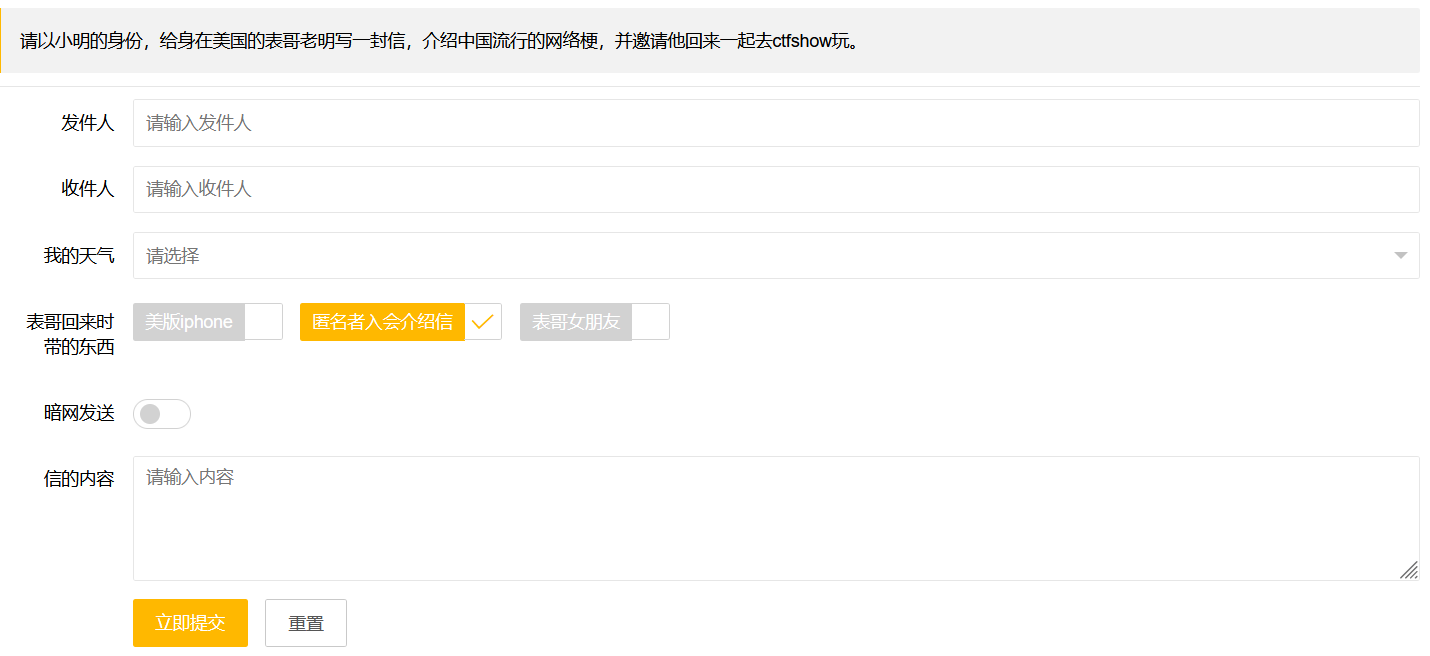 请以小明的身份，给身在美国的表哥老明写一封信，介绍中国流行的网络梗，并邀请他回来一起去ctfshow玩。
发件人 请输入发件人
收件人 请输入收件人
我的天气 请选择
表哥回来时 美版iphone 匿名者入会介绍信 表哥女朋友
带的东西
暗网发送
信的内容 请输入内容
立即提交 重置